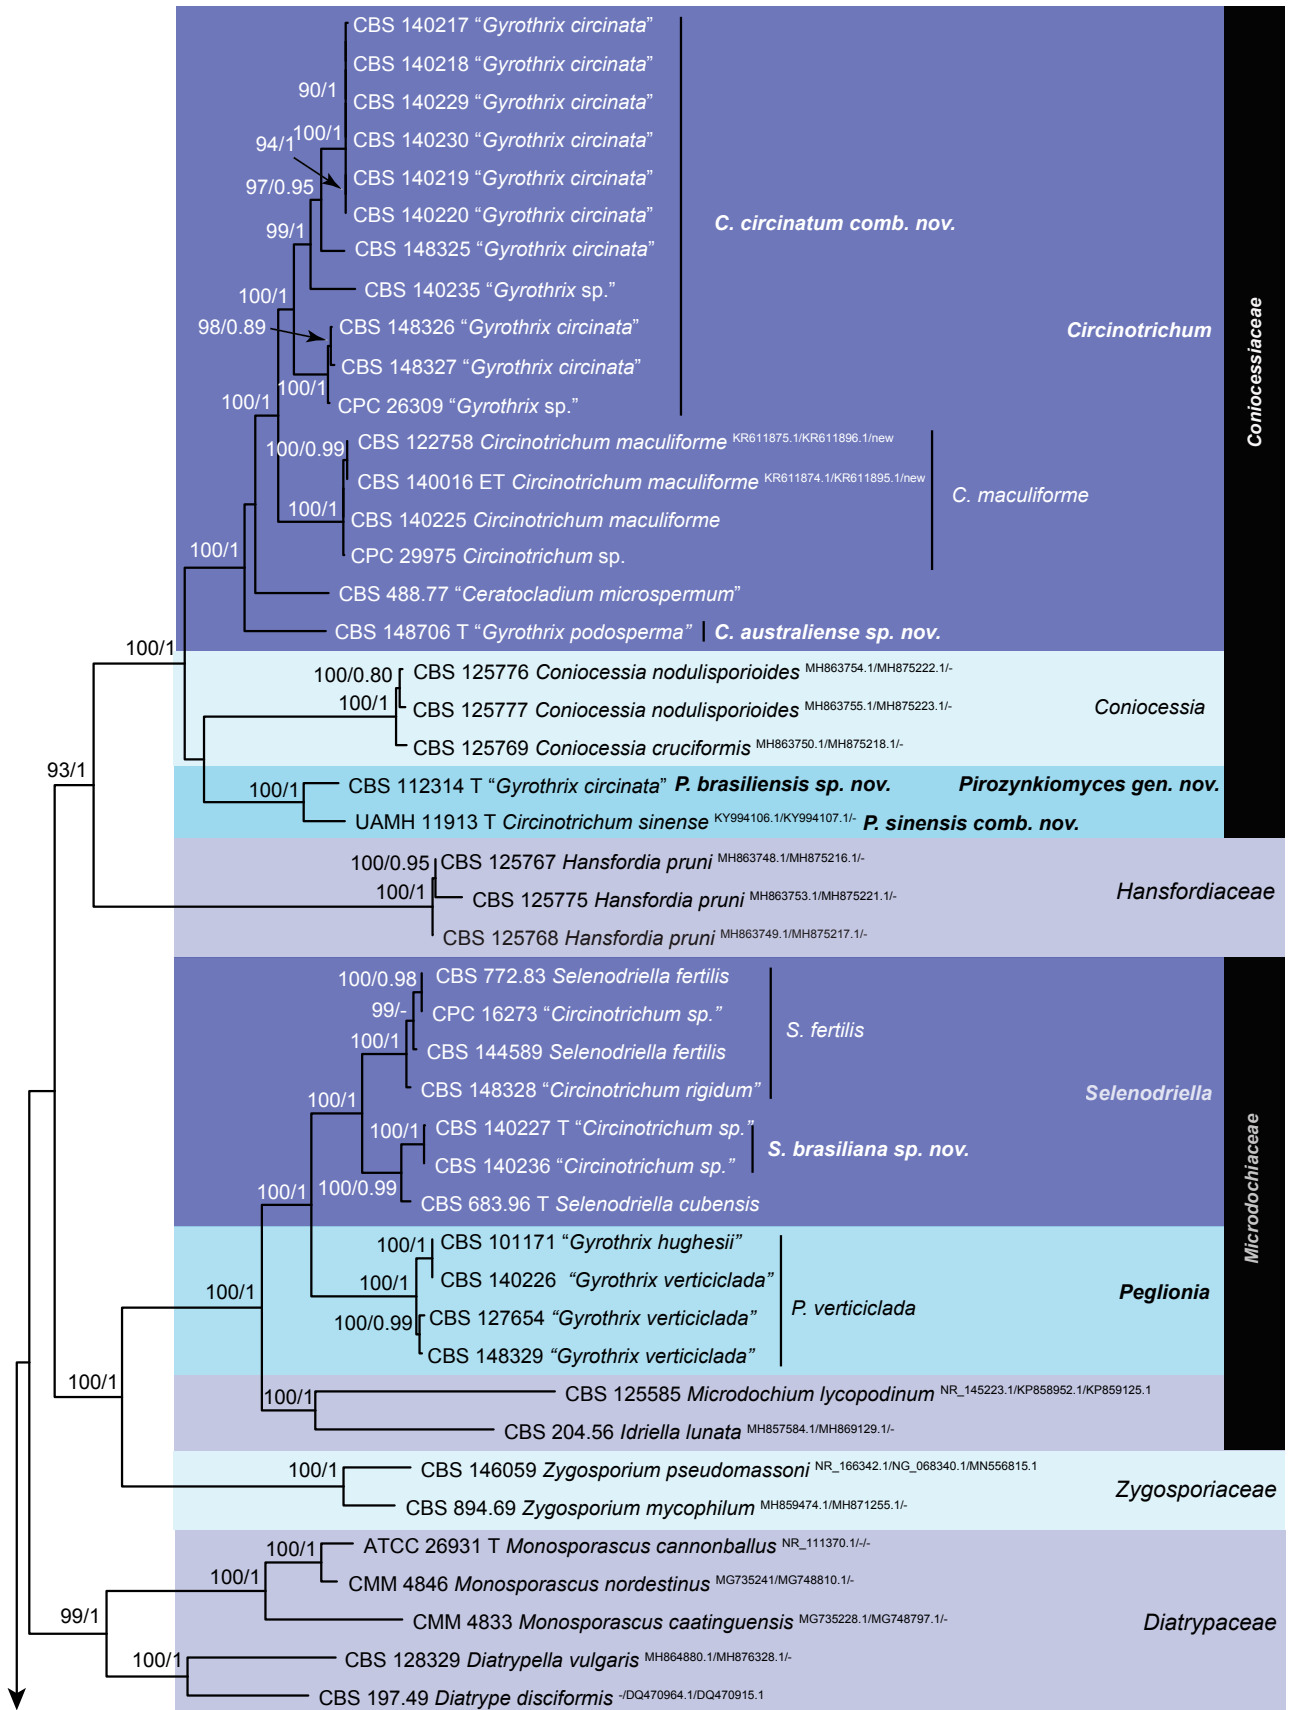 CBS 140217 “Gyrothrix circinata”
CBS 140218 “Gyrothrix circinata”
90/1
CBS 140229 “Gyrothrix circinata”
100/1
CBS 140230 “Gyrothrix circinata”
94/1
CBS 140219 “Gyrothrix circinata”
97/0.95
CBS 140220 “Gyrothrix circinata”
C. circinatum comb. nov.
99/1
CBS 148325 “Gyrothrix circinata”
CBS 140235 “Gyrothrix sp.”
100/1
98/0.89
CBS 148326 “Gyrothrix circinata”
Circinotrichum
Coniocessiaceae
CBS 148327 “Gyrothrix circinata”
100/1
CPC 26309 “Gyrothrix sp.”
100/1
100/0.99
CBS 122758 Circinotrichum maculiforme KR611875.1/KR611896.1/new
CBS 140016 ET Circinotrichum maculiforme KR611874.1/KR611895.1/new
C. maculiforme
100/1
CBS 140225 Circinotrichum maculiforme
CPC 29975 Circinotrichum sp.
100/1
CBS 488.77 “Ceratocladium microspermum”
CBS 148706 T “Gyrothrix podosperma” C. australiense sp. nov.
100/1
100/0.80
CBS 125776 Coniocessia nodulisporioides MH863754.1/MH875222.1/-
100/1
CBS 125777 Coniocessia nodulisporioides MH863755.1/MH875223.1/-
Coniocessia
CBS 125769 Coniocessia cruciformis MH863750.1/MH875218.1/-
93/1
100/1
CBS 112314 T “Gyrothrix circinata” P. brasiliensis sp. nov.
Pirozynkiomyces gen. nov.
UAMH 11913 T Circinotrichum sinense KY994106.1/KY994107.1/- P. sinensis comb. nov.
100/0.95
CBS 125767 Hansfordia pruni MH863748.1/MH875216.1/-
100/1
CBS 125775 Hansfordia pruni MH863753.1/MH875221.1/-
Hansfordiaceae
CBS 125768 Hansfordia pruni MH863749.1/MH875217.1/-
100/0.98
CBS 772.83 Selenodriella fertilis
99/-
CPC 16273 “Circinotrichum sp.”
S. fertilis
100/1
CBS 144589 Selenodriella fertilis
CBS 148328 “Circinotrichum rigidum”
Selenodriella
100/1
100/1
CBS 140227 T “Circinotrichum sp.”
S. brasiliana sp. nov.
CBS 140236 “Circinotrichum sp.”
100/0.99
100/1
CBS 683.96 T Selenodriella cubensis
Microdochiaceae
100/1
CBS 101171 “Gyrothrix hughesii”
100/1
CBS 140226 “Gyrothrix verticiclada”
100/1
P. verticiclada
Peglionia
100/0.99
CBS 127654 “Gyrothrix verticiclada”
CBS 148329 “Gyrothrix verticiclada”
100/1
100/1
CBS 125585 Microdochium lycopodinum NR_145223.1/KP858952.1/KP859125.1
CBS 204.56 Idriella lunata MH857584.1/MH869129.1/-
100/1
CBS 146059 Zygosporium pseudomassoni NR_166342.1/NG_068340.1/MN556815.1
Zygosporiaceae
CBS 894.69 Zygosporium mycophilum MH859474.1/MH871255.1/-
100/1
ATCC 26931 T Monosporascus cannonballus NR_111370.1/-/-
100/1
CMM 4846 Monosporascus nordestinus MG735241/MG748810.1/-
99/1
CMM 4833 Monosporascus caatinguensis MG735228.1/MG748797.1/-
Diatrypaceae
100/1
CBS 128329 Diatrypella vulgaris MH864880.1/MH876328.1/-
CBS 197.49 Diatrype disciformis -/DQ470964.1/DQ470915.1